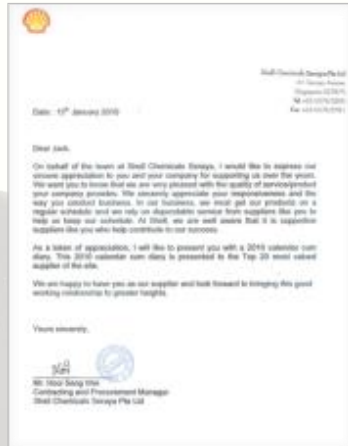 Shell Chemicals Seraya Pte Ltd
Date: 13th January 2010
Dear Jack,
On behalf of the team at Shell Chemicals Seraya, I would like to express our
sincere appreciation to you and your company for supporting us over the years.
We want you to know that we are very pleased with the quality of service/product
your company provides. We sincerely appreciate your responsiveness and the
way you conduct business. In our business, we must get our products on a
regular schedule and we rely on dependable service from suppliers like you to
help us keep our schedule. At Shell, we are well aware that it is supportive
suppliers like you who help contribute to our success.
As a token of appreciation, I will like to present you with a 2010 calendar cum
diary. This 2010 calendar cum diary is presented to the Top 20 most valued
supplier of the site.
We are happy to have you as our supplier and look forward to bringing this good
working relationship to greater heights.
Yours sincerely,
Mr. Seng
Contracting and Procurement Manager
Shell Chemicals Seraya Pte Ltd